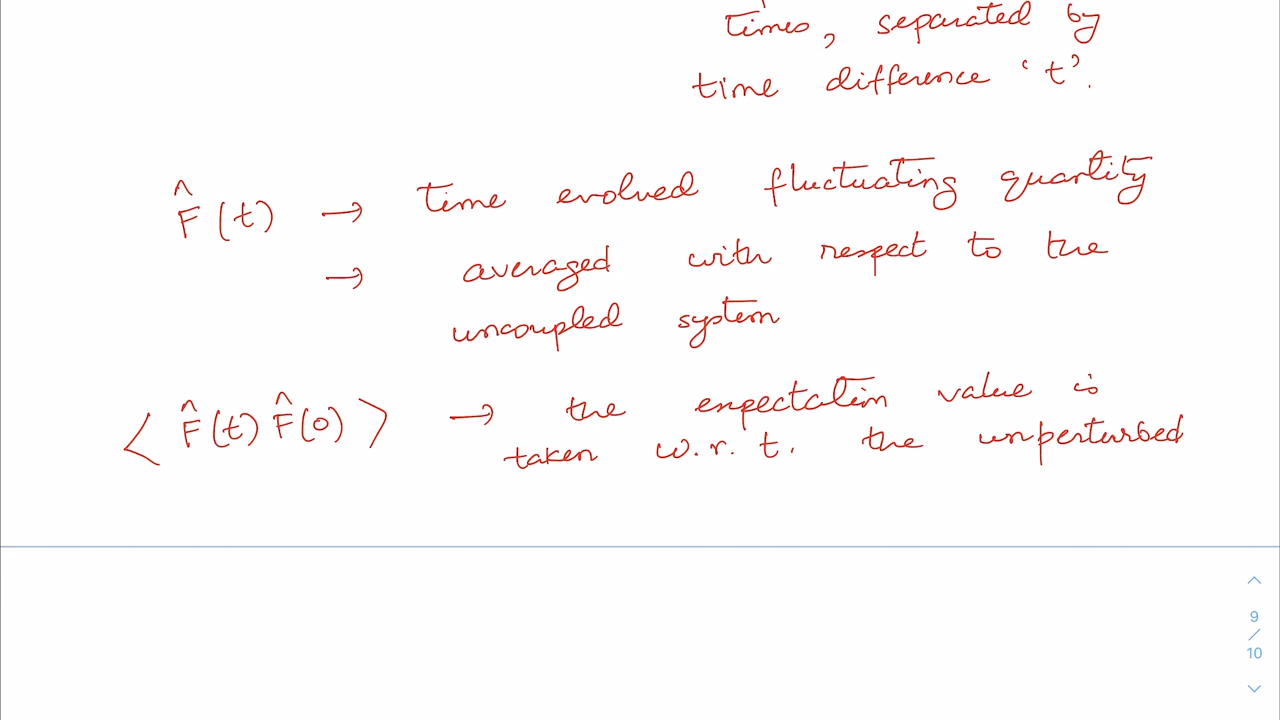 times, separated by
time difference 't'.
F̂(t) → time evolved fluctuating quantity
→ averaged with respect to the
uncoupled system
⟨F̂(t) F̂(0)⟩ → the expectation value is
taken w.r.t. the unperturbed
9
/
10